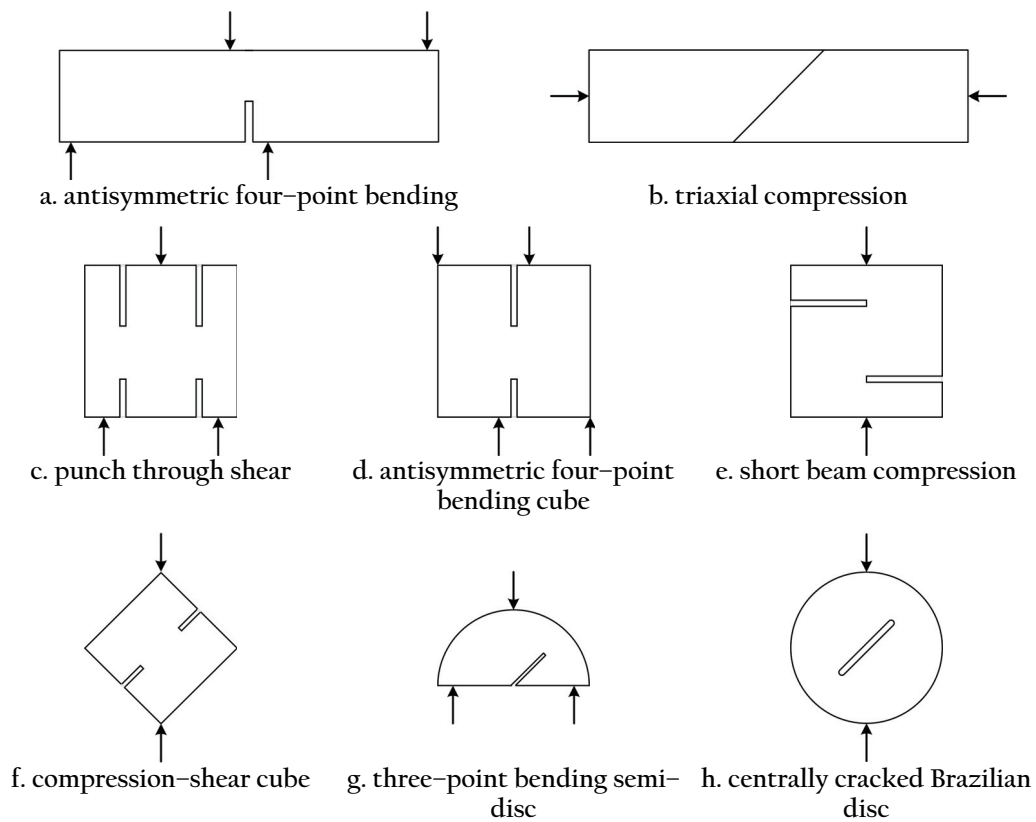 a. antisymmetric four-point bending
b. triaxial compression
c. punch through shear
d. antisymmetric four-point
bending cube
e. short beam compression
f. compression-shear cube
g. three-point bending semi-
disc
h. centrally cracked Brazilian
disc